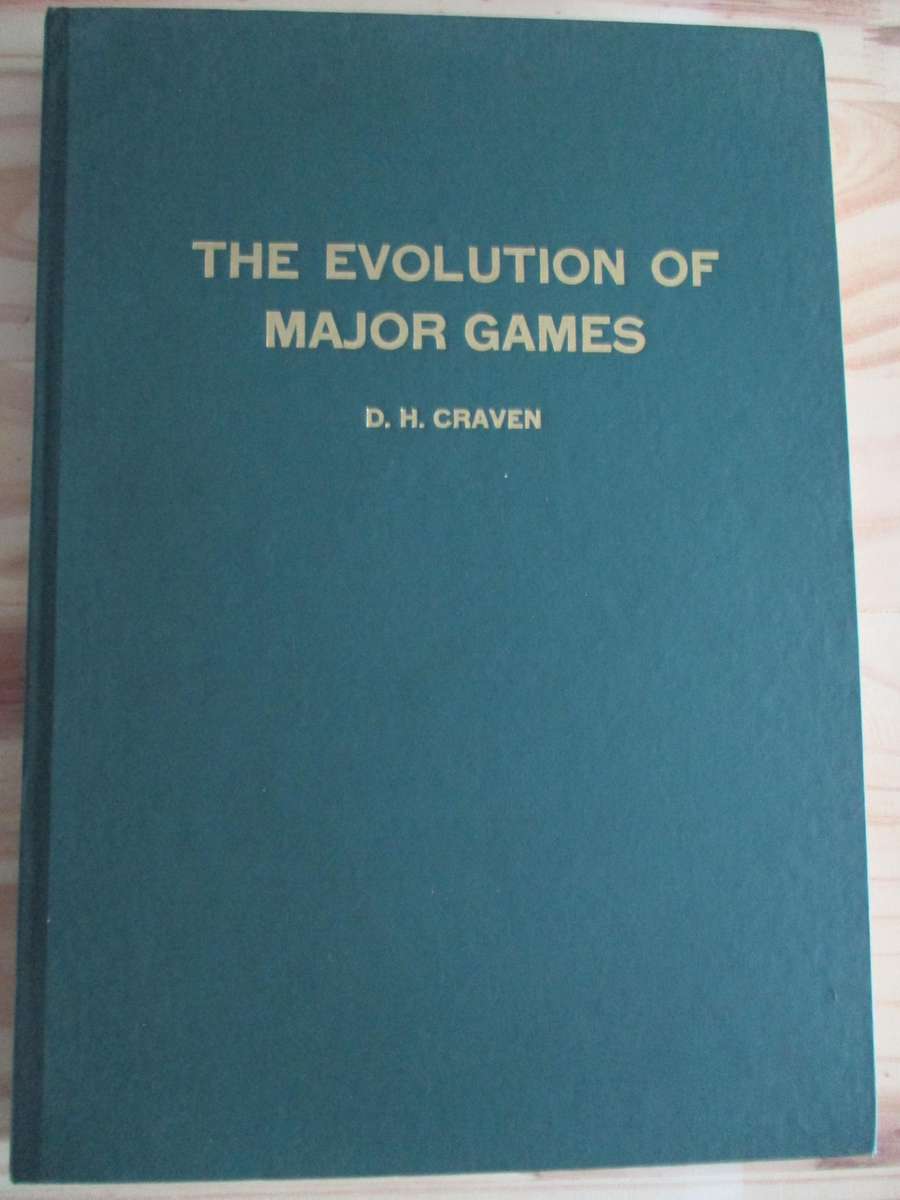 THE EVOLUTION OF
MAJOR GAMES
D. H. CRAVEN